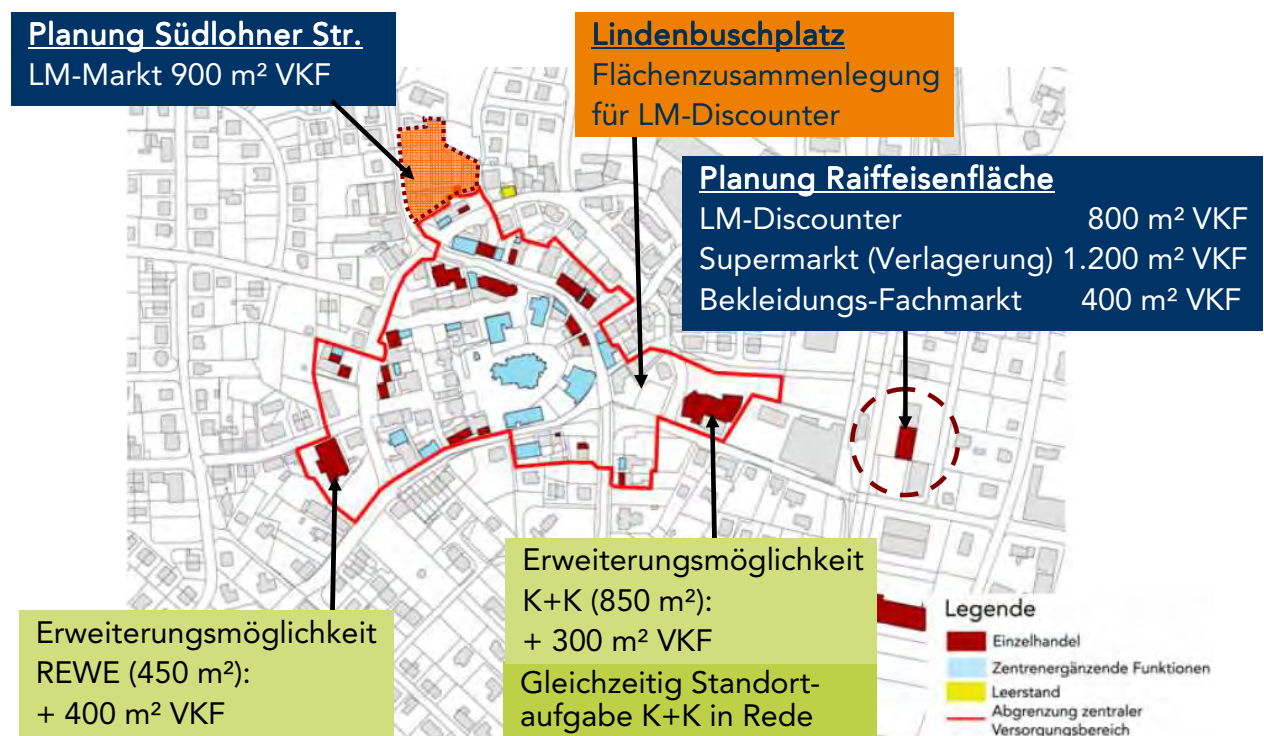 Planung Südlohner Str.
LM-Markt 900 m² VKF
Lindenbuschplatz
Flächenzusammenlegung
für LM-Discounter
Planung Raiffeisenfläche
LM-Discounter 800 m² VKF
Supermarkt (Verlagerung) 1.200 m² VKF
Bekleidungs-Fachmarkt 400 m² VKF
Erweiterungsmöglichkeit
REWE (450 m²):
+ 400 m² VKF
Erweiterungsmöglichkeit
K+K (850 m²):
+ 300 m² VKF
Gleichzeitig Standort-
aufgabe K+K in Rede
Legende
Einzelhandel
Zentrenergänzende Funktionen
Leerstand
Abgrenzung zentraler
Versorgungsbereich